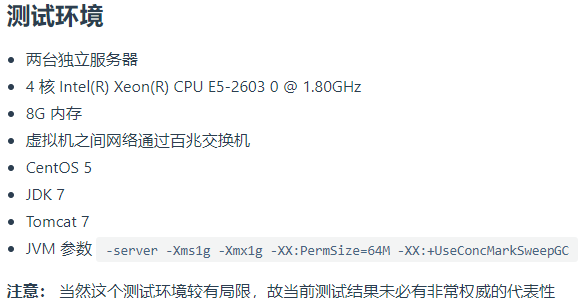 测试环境
两台独立服务器
4 核 Intel(R) Xeon(R) CPU E5-2603 0 @ 1.80GHz
8G 内存
虚拟机之间网络通过百兆交换机
CentOS 5
JDK 7
Tomcat 7
JVM 参数 -server -Xms1g -Xmx1g -XX:PermSize=64M -XX:+UseConcMarkSweepGC
注意： 当然这个测试环境较有局限，故当前测试结果未必有非常权威的代表性